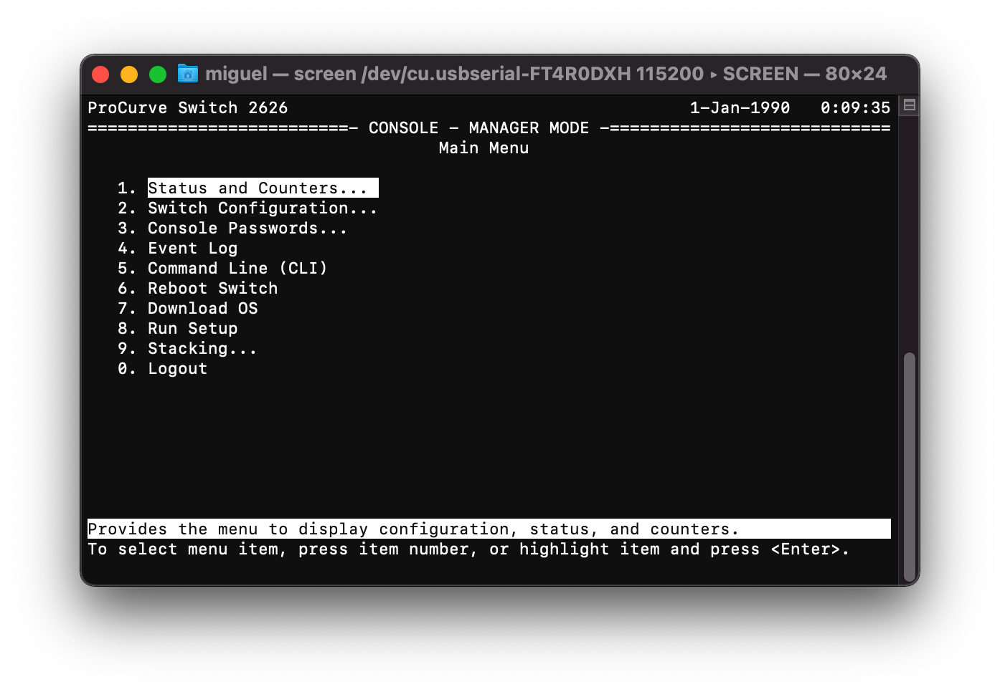 miguel — screen /dev/cu.usbserial-FT4R0DXH 115200 ▸ SCREEN — 80×24
ProCurve Switch 2626                                        1-Jan-1990   0:09:35
==========================- CONSOLE - MANAGER MODE -============================
                                   Main Menu
   1. Status and Counters...
   2. Switch Configuration...
   3. Console Passwords...
   4. Event Log
   5. Command Line (CLI)
   6. Reboot Switch
   7. Download OS
   8. Run Setup
   9. Stacking...
   0. Logout
Provides the menu to display configuration, status, and counters.
To select menu item, press item number, or highlight item and press <Enter>.